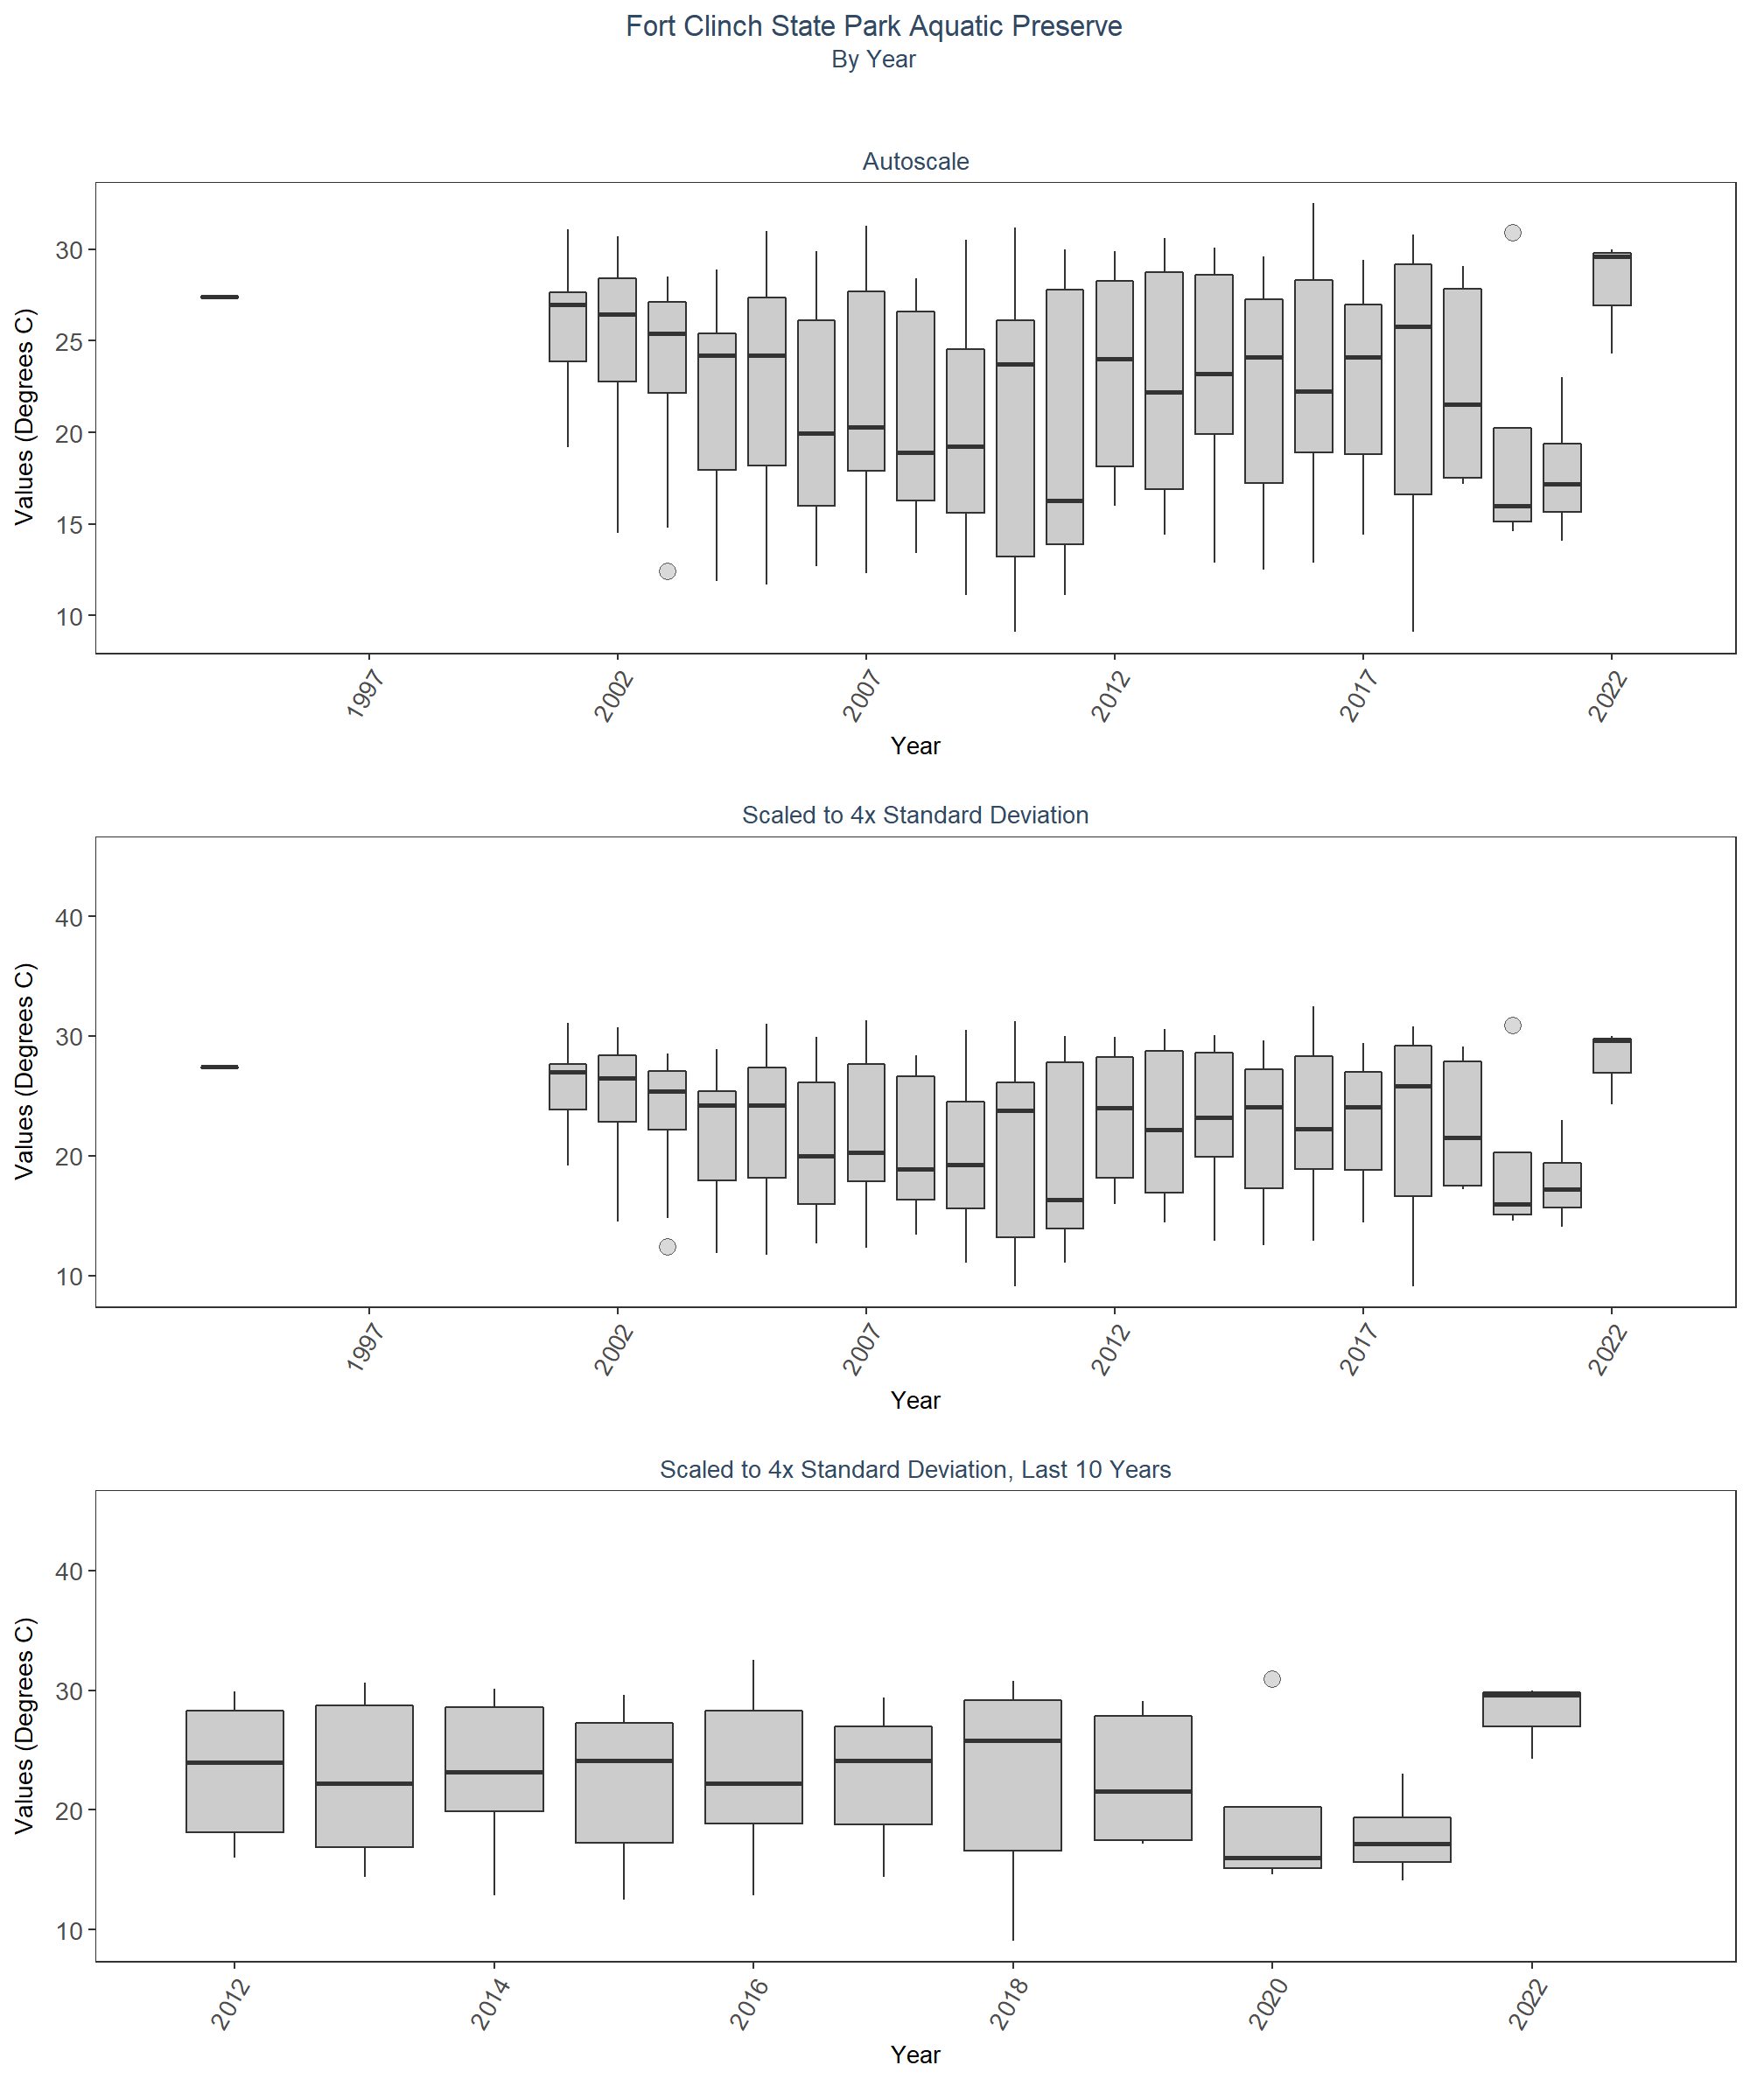 Fort Clinch State Park Aquatic Preserve
By Year
Autoscale
Values (Degrees C)
30
25
20
15
10
1997 2002 2007 2012 2017 2022
Year
Scaled to 4x Standard Deviation
Values (Degrees C)
40
30
20
10
1997 2002 2007 2012 2017 2022
Year
Scaled to 4x Standard Deviation, Last 10 Years
Values (Degrees C)
40
30
20
10
2012 2014 2016 2018 2020 2022
Year